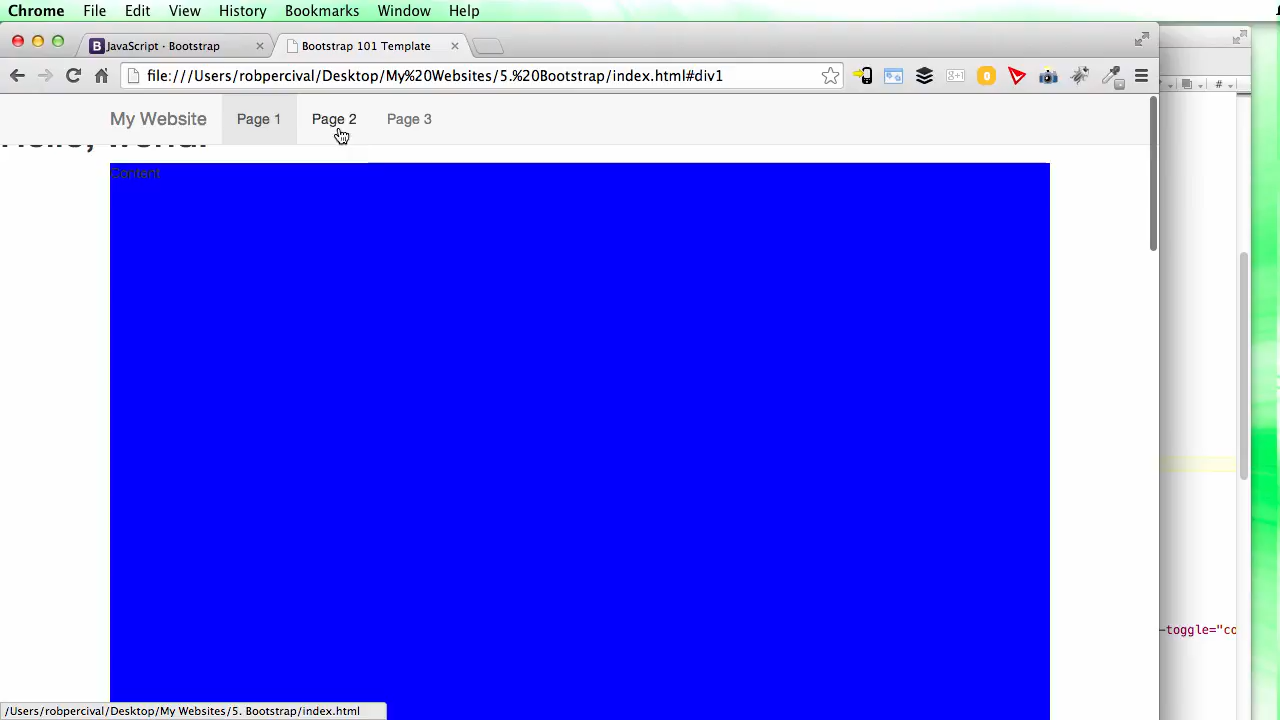 Chrome File Edit View History Bookmarks Window Help
JavaScript · Bootstrap
Bootstrap 101 Template
file:///Users/robpercival/Desktop/My%20Websites/5.%20Bootstrap/index.html#div1
My Website Page 1 Page 2 Page 3
Hello, world!
Content
-toggle="co
/Users/robpercival/Desktop/My Websites/5. Bootstrap/index.html